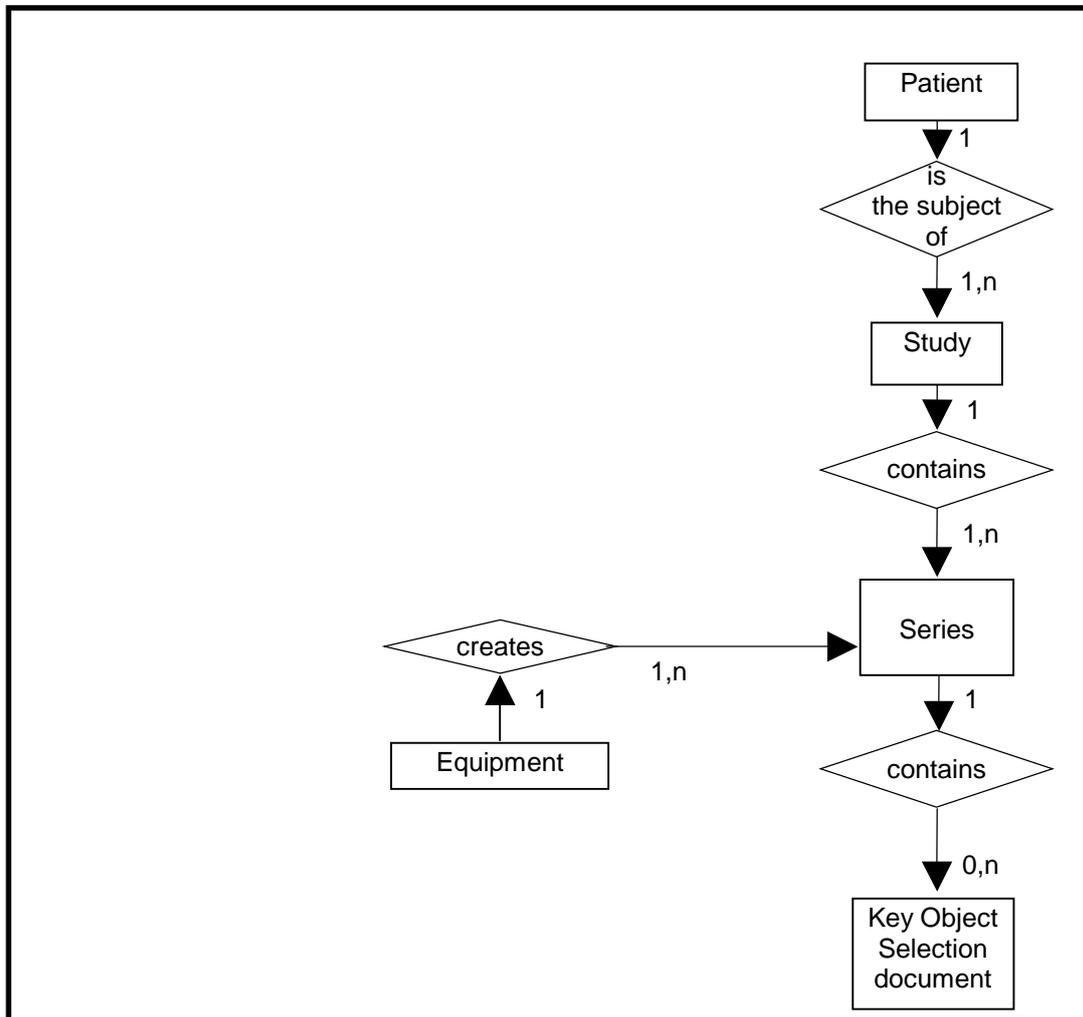 Patient
1
is
the subject
of
1,n
Study
1
contains
1,n
Series
creates
1,n
1
1
Equipment
contains
0,n
Key Object
Selection
document